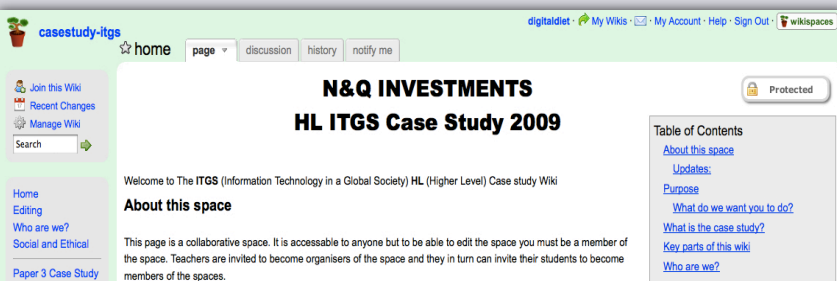 digitaldiet · My Wikis · My Account · Help · Sign Out · wikispaces
casestudy-itgs
home page discussion history notify me
Join this Wiki
Recent Changes
Manage Wiki
Search
Home
Editing
Who are we?
Social and Ethical
Paper 3 Case Study
N&Q INVESTMENTS
HL ITGS Case Study 2009
Protected
Welcome to The ITGS (Information Technology in a Global Society) HL (Higher Level) Case study Wiki
About this space
This page is a collaborative space. It is accessable to anyone but to be able to edit the space you must be a member of
the space. Teachers are invited to become organisers of the space and they in turn can invite their students to become
members of the spaces.
Table of Contents
About this space
Updates:
Purpose
What do we want you to do?
What is the case study?
Key parts of this wiki
Who are we?